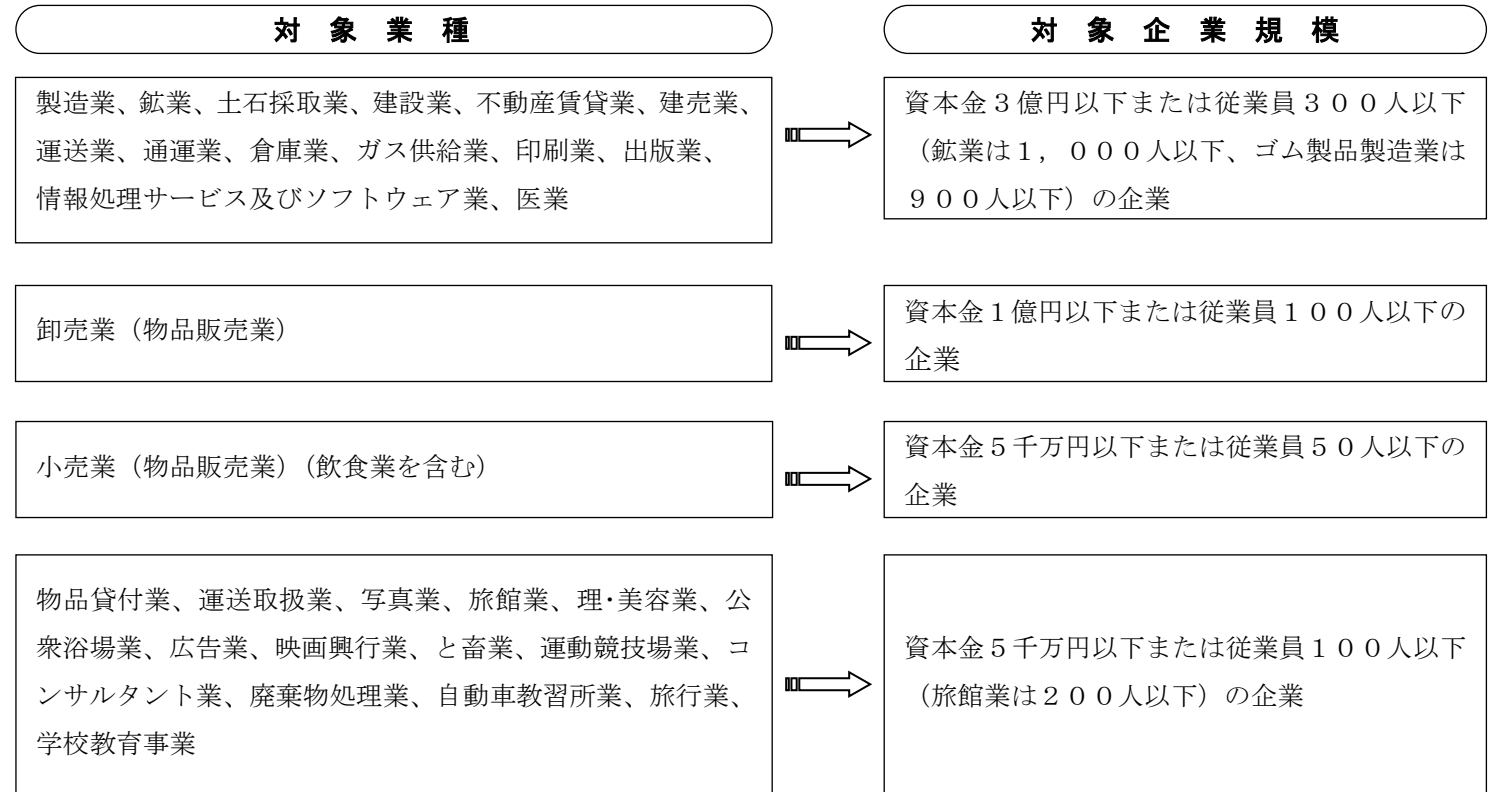 対象業種
対象企業規模
製造業、鉱業、土石採取業、建設業、不動産賃貸業、建売業、
運送業、通運業、倉庫業、ガス供給業、印刷業、出版業、
情報処理サービス及びソフトウェア業、医業
資本金３億円以下または従業員３００人以下
（鉱業は１，０００人以下、ゴム製品製造業は
９００人以下）の企業
卸売業（物品販売業）
資本金１億円以下または従業員１００人以下の
企業
小売業（物品販売業）（飲食業を含む）
資本金５千万円以下または従業員５０人以下の
企業
物品貸付業、運送取扱業、写真業、旅館業、理･美容業、公
衆浴場業、広告業、映画興行業、と畜業、運動競技場業、コ
ンサルタント業、廃棄物処理業、自動車教習所業、旅行業、
学校教育事業
資本金５千万円以下または従業員１００人以下
（旅館業は２００人以下）の企業